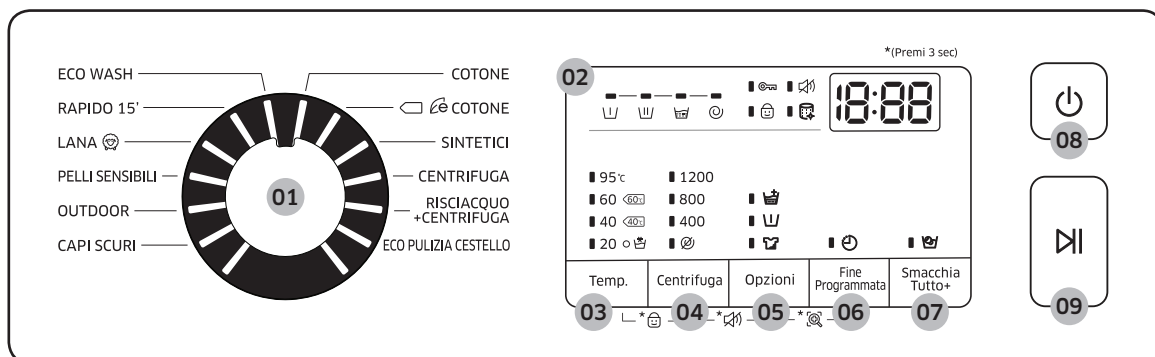 ECO WASH
RAPIDO 15'
LANA
PELLI SENSIBILI
OUTDOOR
CAPI SCURI
01
COTONE
e COTONE
SINTETICI
CENTRIFUGA
RISCIACQUO
+CENTRIFUGA
ECO PULIZIA CESTELLO
*(Premi 3 sec)
02
18:88
95℃ 1200
60 60℃ 800
40 40℃ 400
20
Temp.
Centrifuga
Opzioni
Fine
Programmata
Smacchia
Tutto+
03 04 05 06 07
* * *
08
09